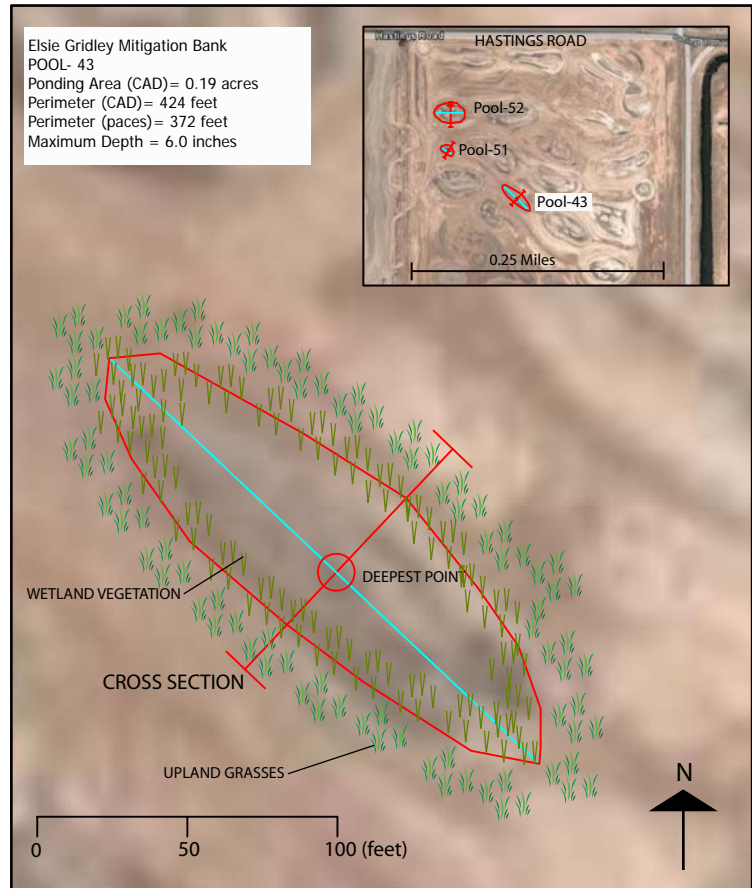 Elsie Gridley Mitigation Bank
POOL- 43
Ponding Area (CAD)= 0.19 acres
Perimeter (CAD)= 424 feet
Perimeter (paces)= 372 feet
Maximum Depth = 6.0 inches
Hastings Road
HASTINGS ROAD
Pool-52
Pool-51
Pool-43
0.25 Miles
DEEPEST POINT
WETLAND VEGETATION
CROSS SECTION
UPLAND GRASSES
N
0 50 100 (feet)